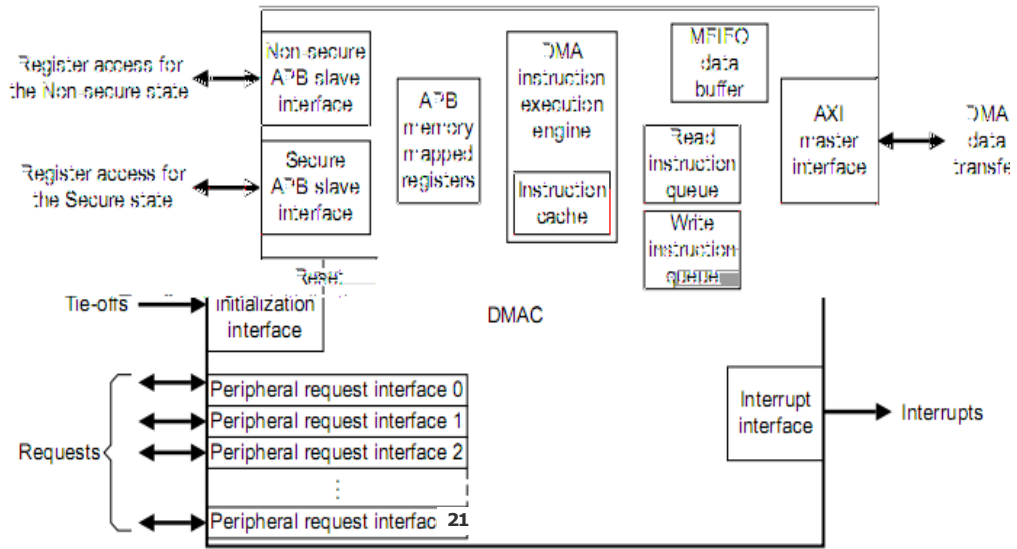 Register access for
the Non-secure state
Non-secure
APB slave
interface
APB
memory
mapped
registers
DMA
instruction
execution
engine
Instruction
cache
MFIFO
data
buffer
Read
instruction
queue
Write
instruction
queue
AXI
master
interface
DMA
data
transfe
Register access for
the Secure state
Secure
APB slave
interface
Reset
Tie-offs
initialization
interface
DMAC
Requests
Peripheral request interface 0
Peripheral request interface 1
Peripheral request interface 2
⋮
Peripheral request interfac 21
Interrupt
interface
Interrupts